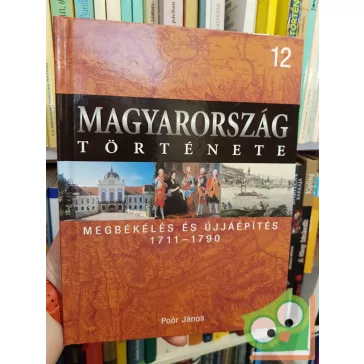 12
MAGYARORSZÁG
TÖRTÉNETE
MEGBÉKÉLÉS ÉS ÚJJÁÉPÍTÉS
1711–1790
Poór János